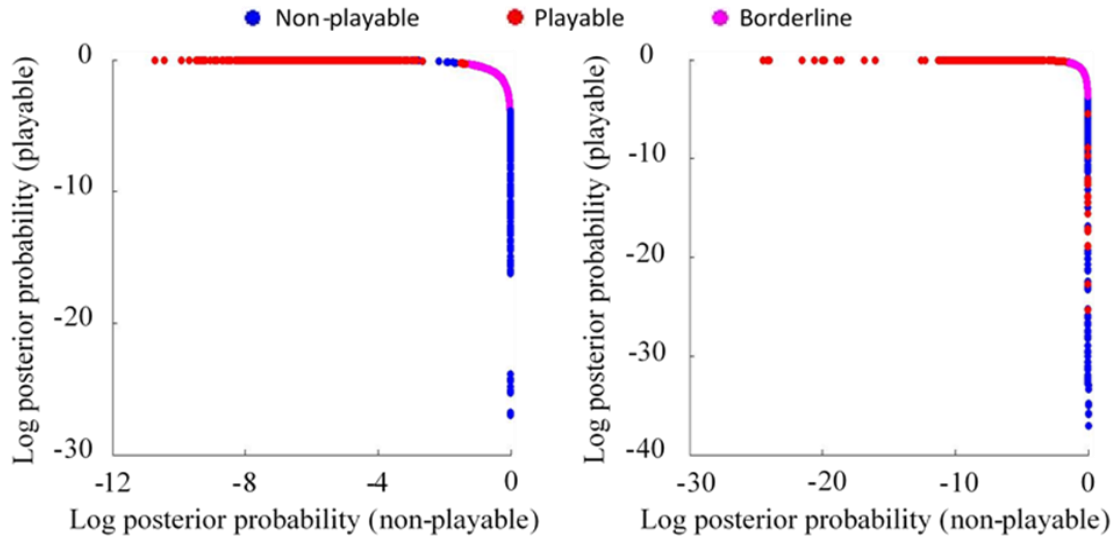 Non-playable Playable Borderline
Log posterior probability (playable)
0
-10
-20
-30
-12 -8 -4 0
Log posterior probability (non-playable)
Log posterior probability (playable)
0
-10
-20
-30
-40
-30 -20 -10 0
Log posterior probability (non-playable)